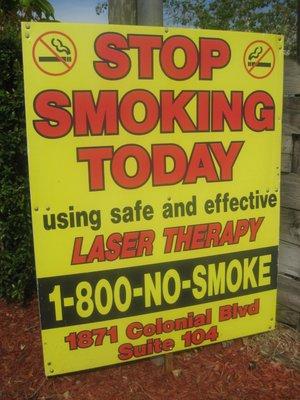 STOP
SMOKING
TODAY
using safe and effective
LASER THERAPY
1-800-NO-SMOKE
1871 Colonial Blvd
Suite 104